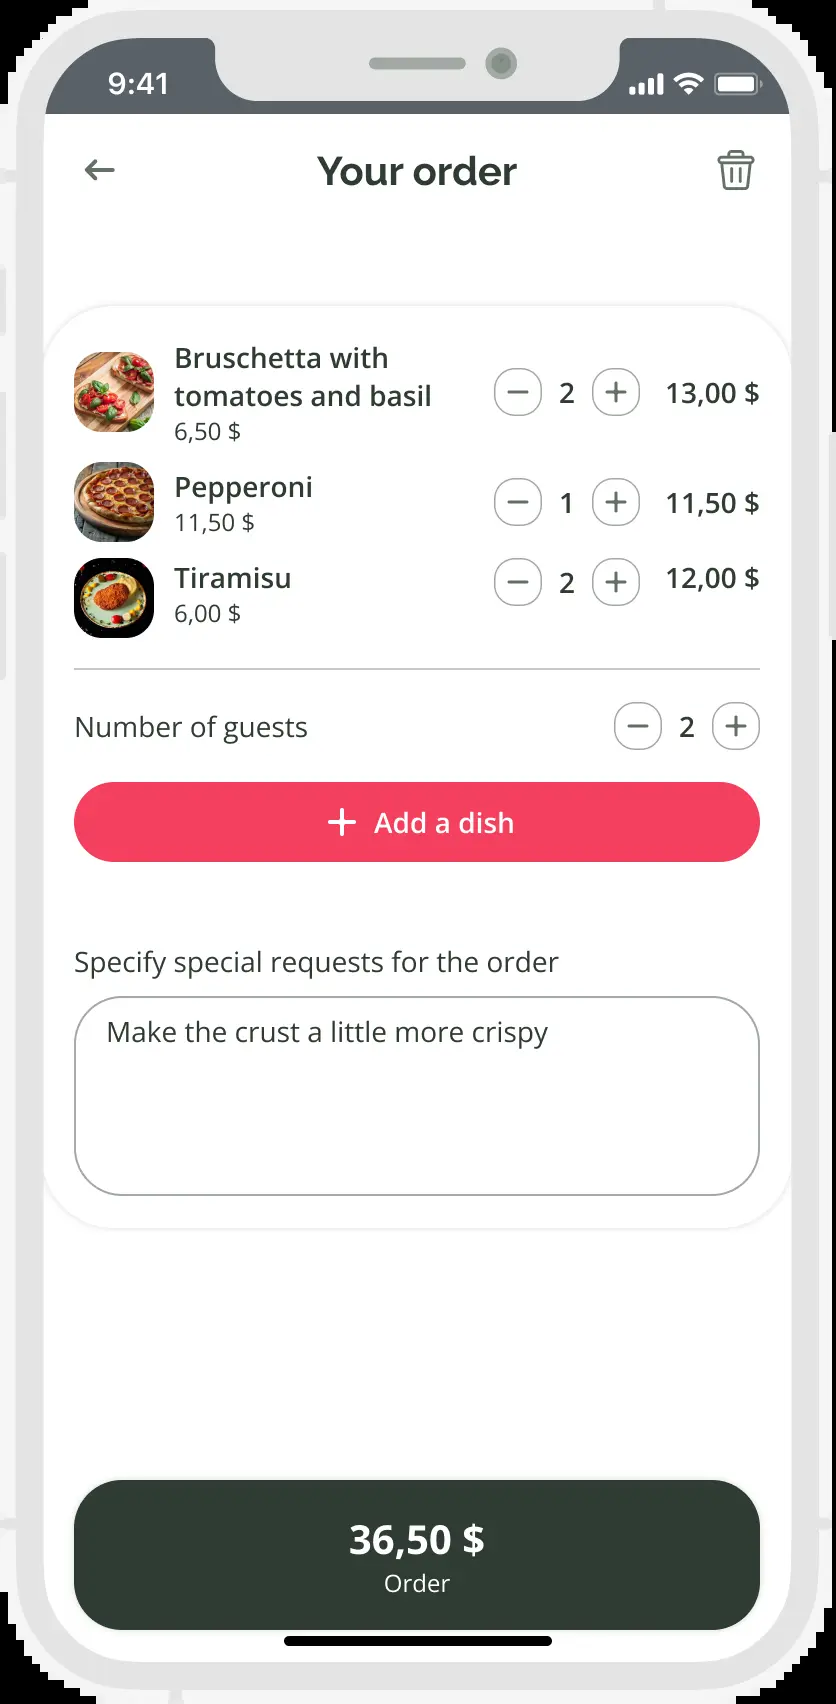 9:41
Your order
Bruschetta with
tomatoes and basil
6,50 $
2
13,00 $
Pepperoni
11,50 $
1
11,50 $
Tiramisu
6,00 $
2
12,00 $
Number of guests
2
Add a dish
Specify special requests for the order
Make the crust a little more crispy
36,50 $
Order